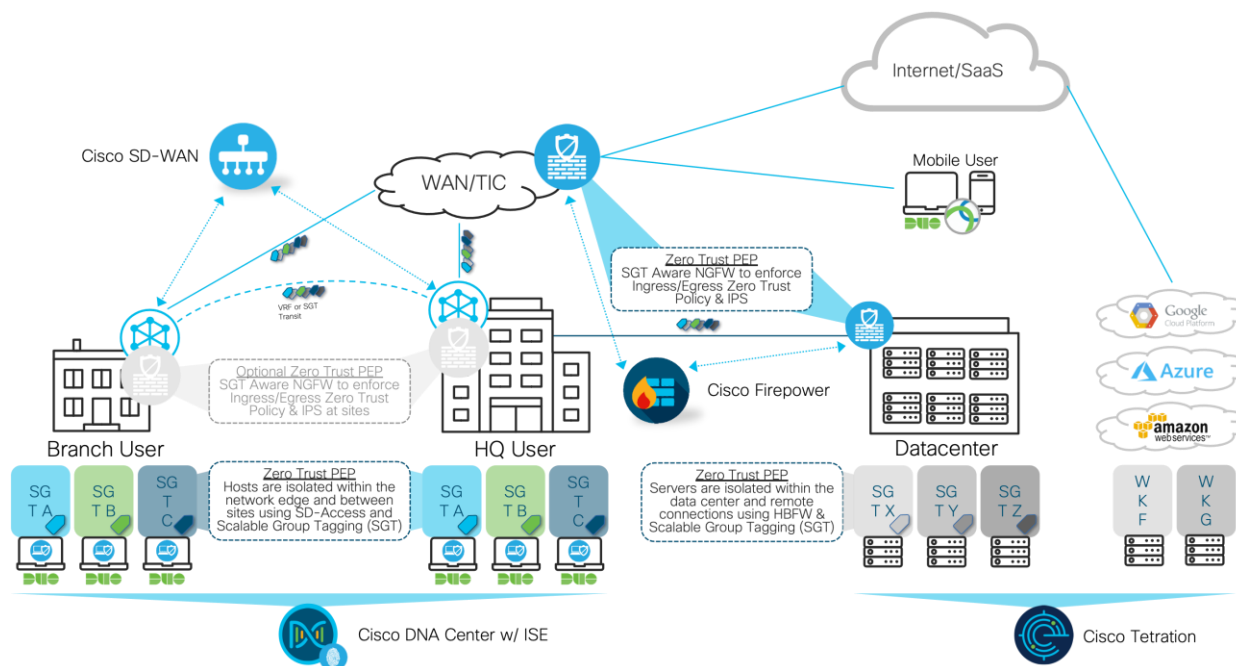 Internet/SaaS
Cisco SD-WAN
WAN/TIC
Mobile User
DUO
Zero Trust PEP
SGT Aware NGFW to enforce
Ingress/Egress Zero Trust
Policy & IPS
VRF or SGT
Transit
Google
Cloud Platform
Optional Zero Trust PEP
SGT Aware NGFW to enforce
Ingress/Egress Zero Trust
Policy & IPS at sites
Azure
Cisco Firepower
amazon
web services™
Branch User
HQ User
Datacenter
SG
T A
SG
T B
SG
T
C
Zero Trust PEP
Hosts are isolated within the
network edge and between
sites using SD-Access and
Scalable Group Tagging (SGT)
SG
T A
SG
T B
SG
T
C
Zero Trust PEP
Servers are isolated within the
data center and remote
connections using HBFW &
Scalable Group Tagging (SGT)
SG
T X
SG
T Y
SG
T Z
W
K
F
W
K
G
DUO
DUO
DUO
DUO
DUO
DUO
Cisco DNA Center w/ ISE
Cisco Tetration